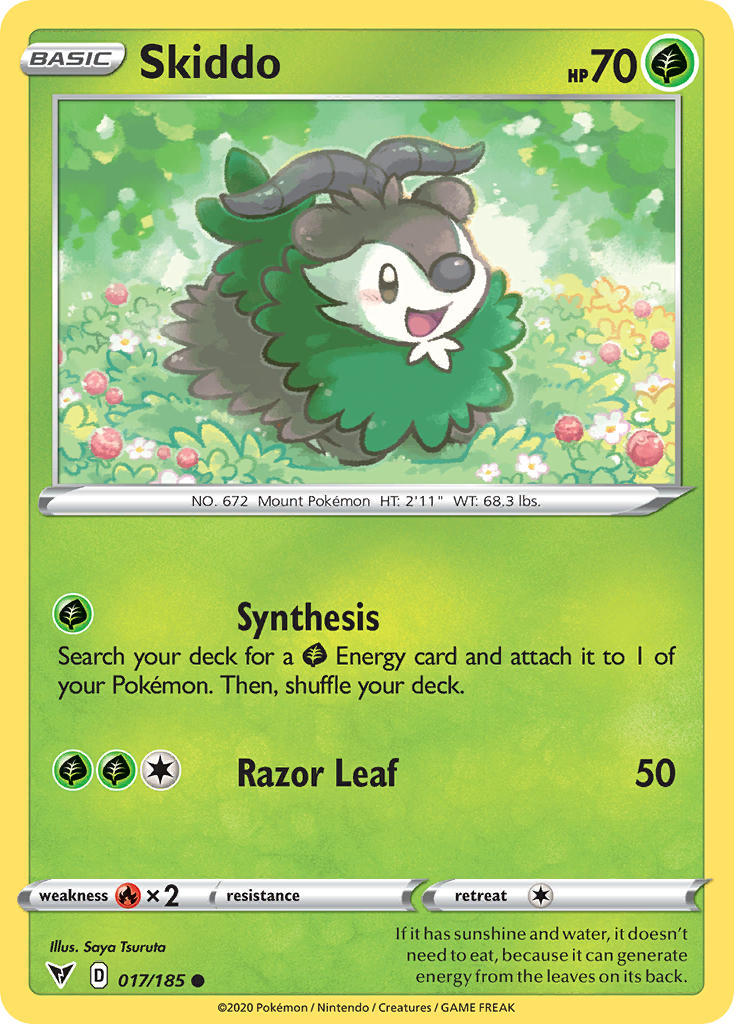 BASIC Skiddo HP70
NO. 672 Mount Pokémon HT: 2'11" WT: 68.3 lbs.
Synthesis
Search your deck for a Energy card and attach it to 1 of
your Pokémon. Then, shuffle your deck.
Razor Leaf 50
weakness ×2 resistance retreat
Illus. Saya Tsuruta
If it has sunshine and water, it doesn't
need to eat, because it can generate
energy from the leaves on its back.
D 017/185
©2020 Pokémon / Nintendo / Creatures / GAME FREAK